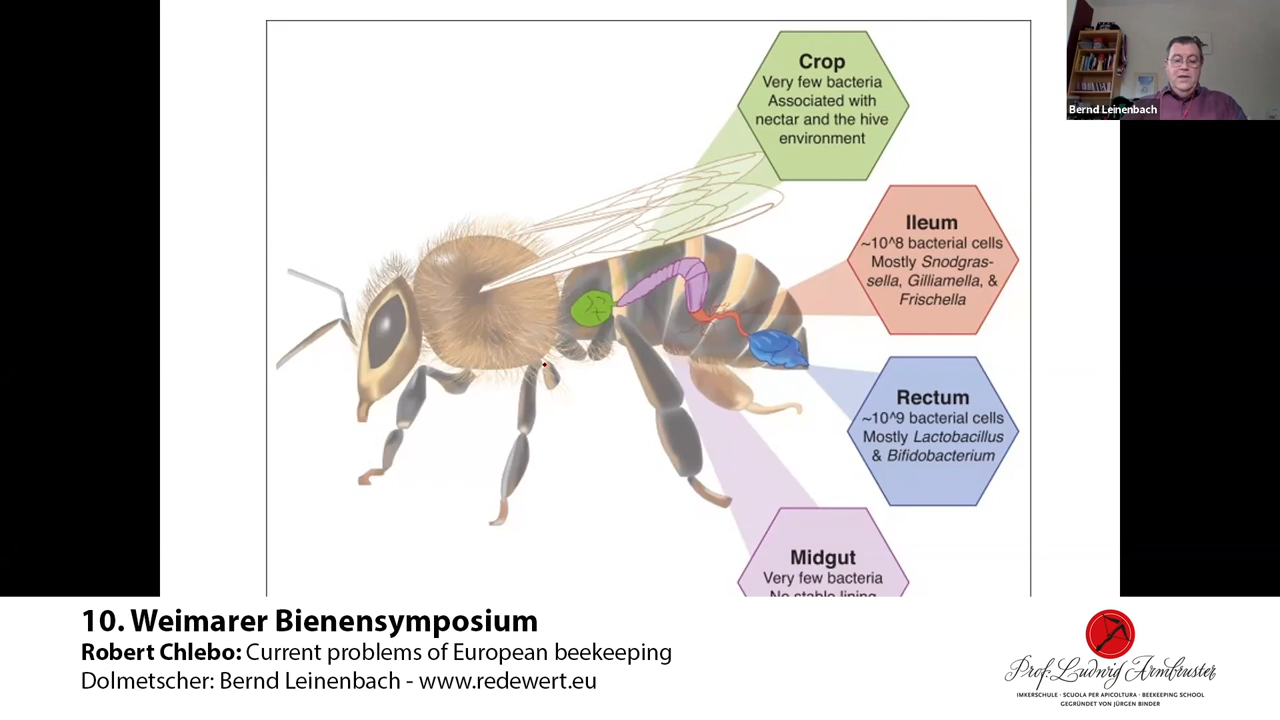 Crop
Very few bacteria
Associated with
nectar and the hive
environment
Ileum
~10^8 bacterial cells
Mostly Snodgras-
sella, Gilliamella, &
Frischella
Rectum
~10^9 bacterial cells
Mostly Lactobacillus
& Bifidobacterium
Midgut
Very few bacteria
No stable lining
Bernd Leinenbach
10. Weimarer Bienensymposium
Robert Chlebo: Current problems of European beekeeping
Dolmetscher: Bernd Leinenbach - www.redewert.eu
Prof. Ludwig Armbruster
IMKERSCHULE · SCUOLA PER APICOLTURA · BEEKEEPING SCHOOL
GEGRÜNDET VON JÜRGEN BINDER